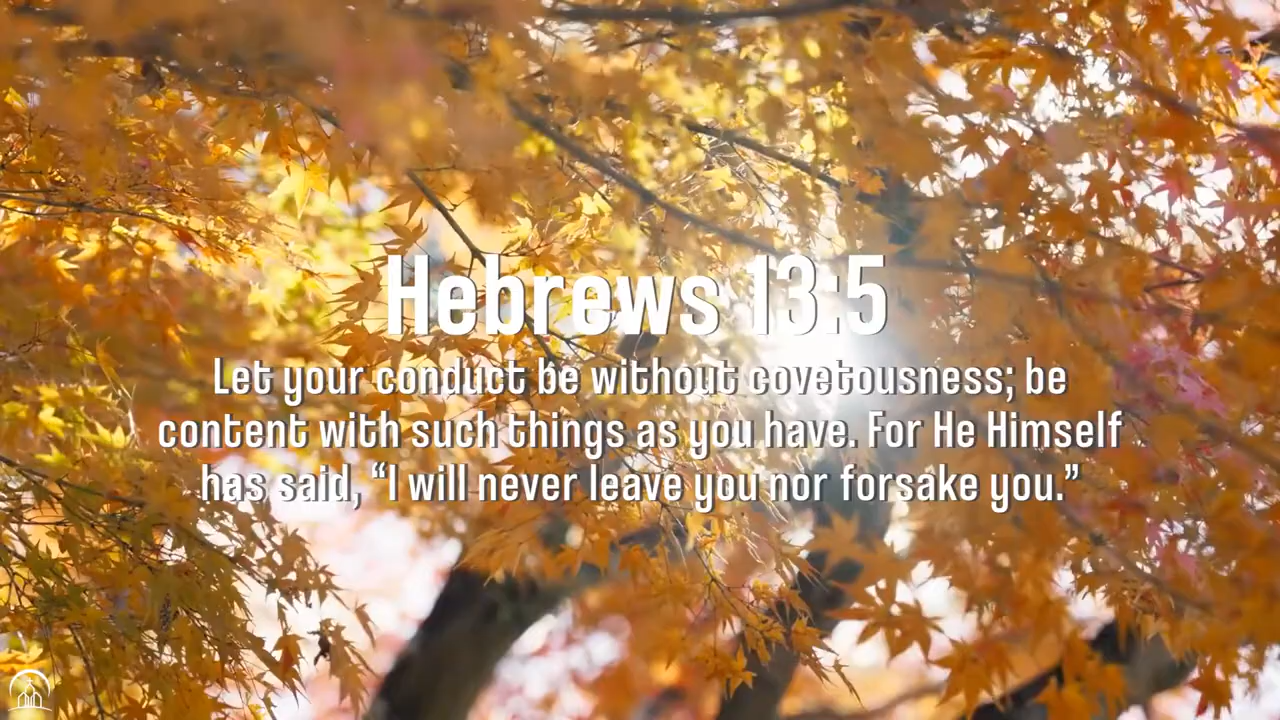 Hebrews 13:5
Let your conduct be without covetousness; be
content with such things as you have. For He Himself
has said, “I will never leave you nor forsake you.”